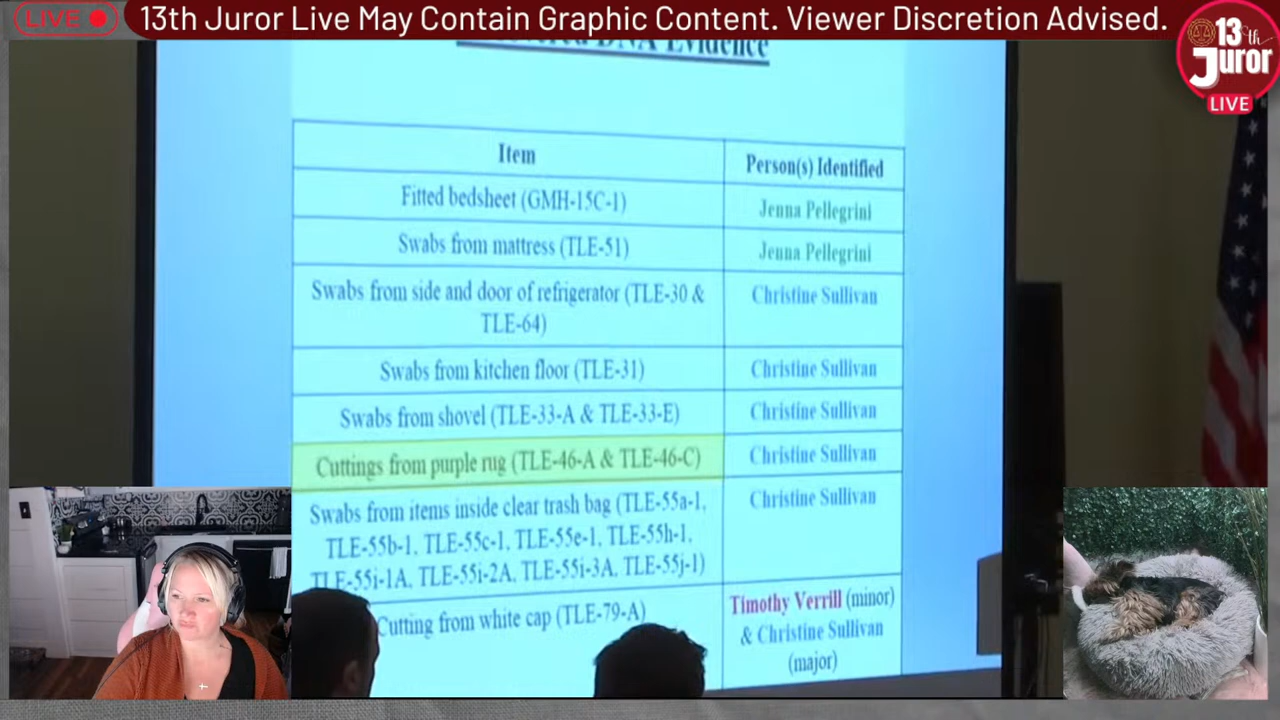 LIVE
13th Juror Live May Contain Graphic Content. Viewer Discretion Advised.
13th
Juror
LIVE
DNA Evidence
Item
Person(s) Identified
Fitted bedsheet (GMH-15C-1)
Jenna Pellegrini
Swabs from mattress (TLE-51)
Jenna Pellegrini
Swabs from side and door of refrigerator (TLE-30 &
TLE-64)
Christine Sullivan
Swabs from kitchen floor (TLE-31)
Christine Sullivan
Swabs from shovel (TLE-33-A & TLE-33-E)
Christine Sullivan
Cuttings from purple rug (TLE-46-A & TLE-46-C)
Christine Sullivan
Swabs from items inside clear trash bag (TLE-55a-1,
TLE-55b-1, TLE-55c-1, TLE-55e-1, TLE-55h-1,
TLE-55i-1A, TLE-55i-2A, TLE-55i-3A, TLE-55j-1)
Christine Sullivan
Cutting from white cap (TLE-79-A)
Timothy Verrill (minor)
& Christine Sullivan
(major)